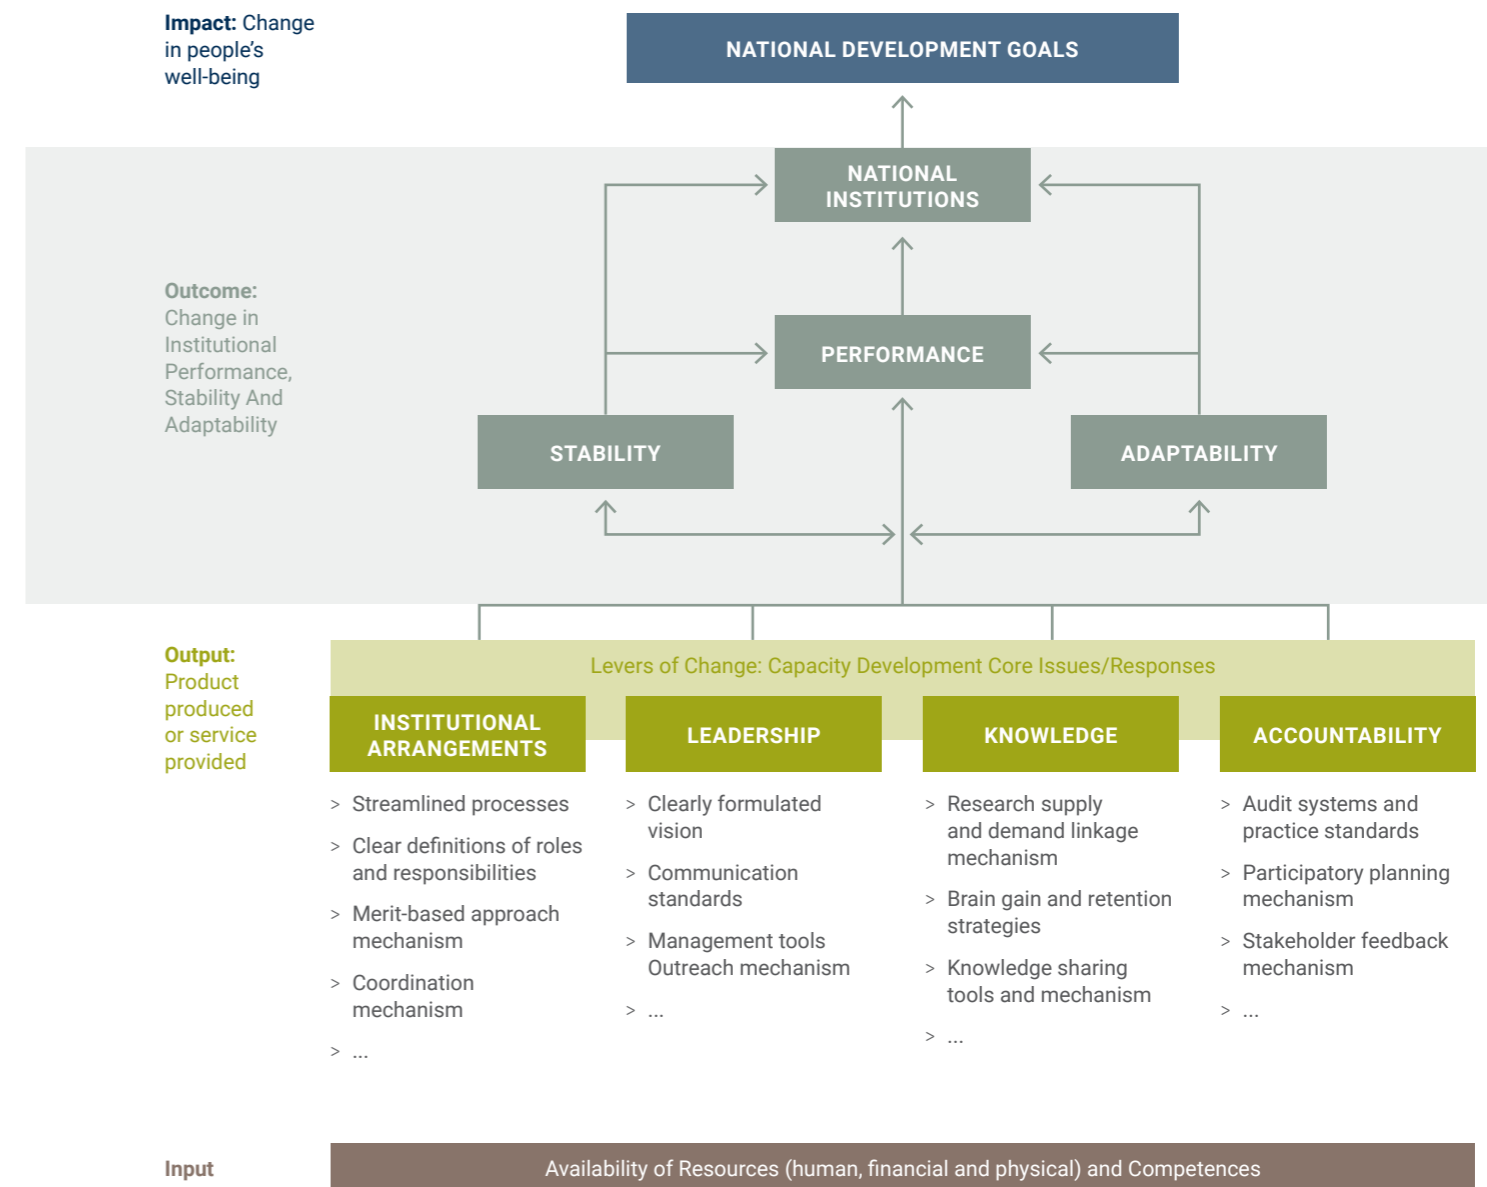 Impact: Change
in people’s
well-being
NATIONAL DEVELOPMENT GOALS
NATIONAL
INSTITUTIONS
Outcome:
Change in
Institutional
Performance,
Stability And
Adaptability
PERFORMANCE
STABILITY
ADAPTABILITY
Output:
Product
produced
or service
provided
Levers of Change: Capacity Development Core Issues/Responses
INSTITUTIONAL
ARRANGEMENTS
> Streamlined processes
> Clear definitions of roles
and responsibilities
> Merit-based approach
mechanism
> Coordination
mechanism
> ...
LEADERSHIP
> Clearly formulated
vision
> Communication
standards
> Management tools
Outreach mechanism
> ...
KNOWLEDGE
> Research supply
and demand linkage
mechanism
> Brain gain and retention
strategies
> Knowledge sharing
tools and mechanism
> ...
ACCOUNTABILITY
> Audit systems and
practice standards
> Participatory planning
mechanism
> Stakeholder feedback
mechanism
> ...
Input
Availability of Resources (human, financial and physical) and Competences